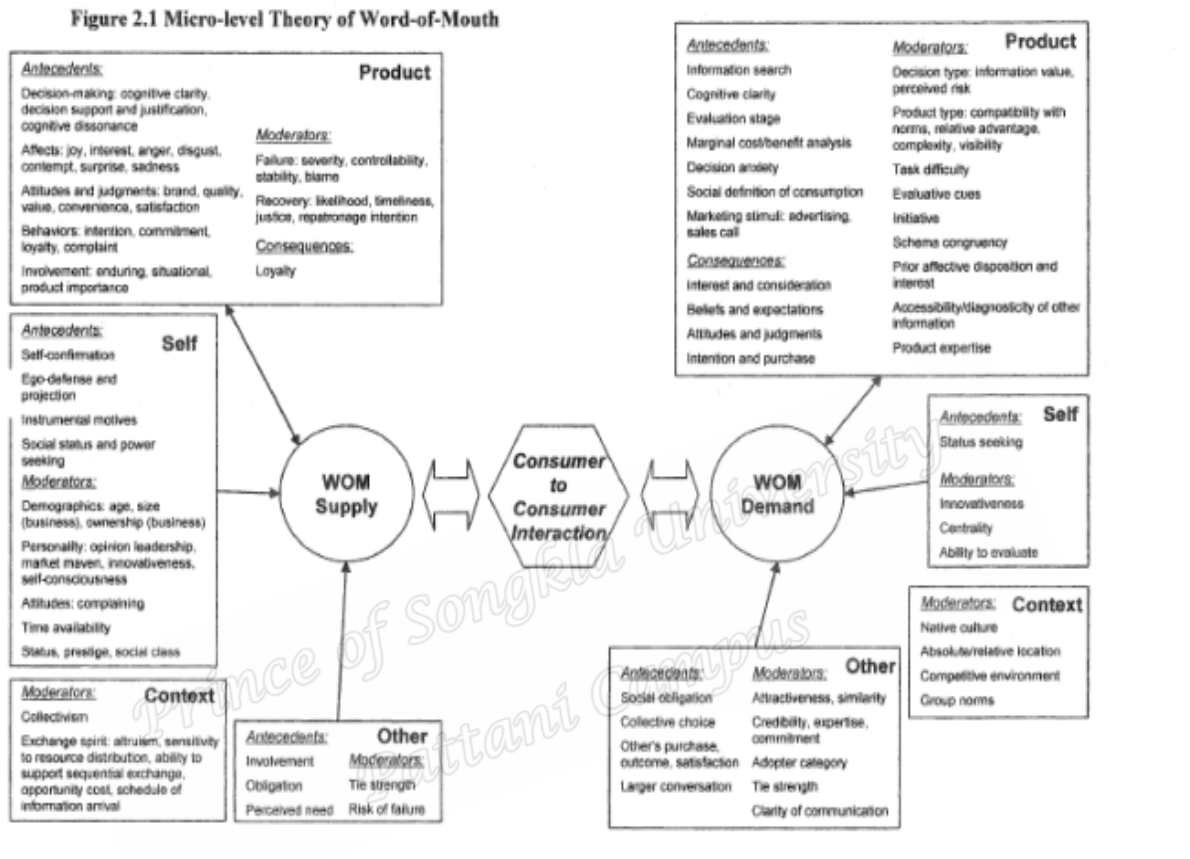 Figure 2.1 Micro-level Theory of Word-of-Mouth
Product
Antecedents:
Decision-making: cognitive clarity,
decision support and justification,
cognitive dissonance
Affects: joy, interest, anger, disgust,
contempt, surprise, sadness
Attitudes and judgments: brand, quality,
value, convenience, satisfaction
Behaviors: intention, commitment,
loyalty, complaint
Involvement: enduring, situational,
product importance
Moderators:
Failure: severity, controllability,
stability, blame
Recovery: likelihood, timeliness,
justice, repatronage intention
Consequences:
Loyalty
Self
Antecedents:
Self-confirmation
Ego-defense and
projection
Instrumental motives
Social status and power
seeking
Moderators:
Demographics: age, size
(business), ownership (business)
Personality: opinion leadership,
market maven, innovativeness,
self-consciousness
Attitudes: complaining
Time availability
Status, prestige, social class
Context
Moderators:
Collectivism
Exchange spirit: altruism, sensitivity
to resource distribution, ability to
support sequential exchange,
opportunity cost, schedule of
information arrival
Other
Antecedents:
Involvement
Obligation
Perceived need
Moderators:
Tie strength
Risk of failure
WOM
Supply
Consumer
to
Consumer
Interaction
WOM
Demand
Product
Antecedents:
Information search
Cognitive clarity
Evaluation stage
Marginal cost/benefit analysis
Decision anxiety
Social definition of consumption
Marketing stimuli: advertising,
sales call
Consequences:
Interest and consideration
Beliefs and expectations
Attitudes and judgments
Intention and purchase
Moderators:
Decision type: information value,
perceived risk
Product type: compatibility with
norms, relative advantage,
complexity, visibility
Task difficulty
Evaluative cues
Initiative
Schema congruency
Prior affective disposition and
interest
Accessibility/diagnosticity of other
information
Product expertise
Self
Antecedents:
Status seeking
Moderators:
Innovativeness
Centrality
Ability to evaluate
Context
Moderators:
Native culture
Absolute/relative location
Competitive environment
Group norms
Other
Antecedents:
Social obligation
Collective choice
Other's purchase,
outcome, satisfaction
Larger conversation
Moderators:
Attractiveness, similarity
Credibility, expertise,
commitment
Adopter category
Tie strength
Clarity of communication
Prince of Songkla University
Pattani Campus